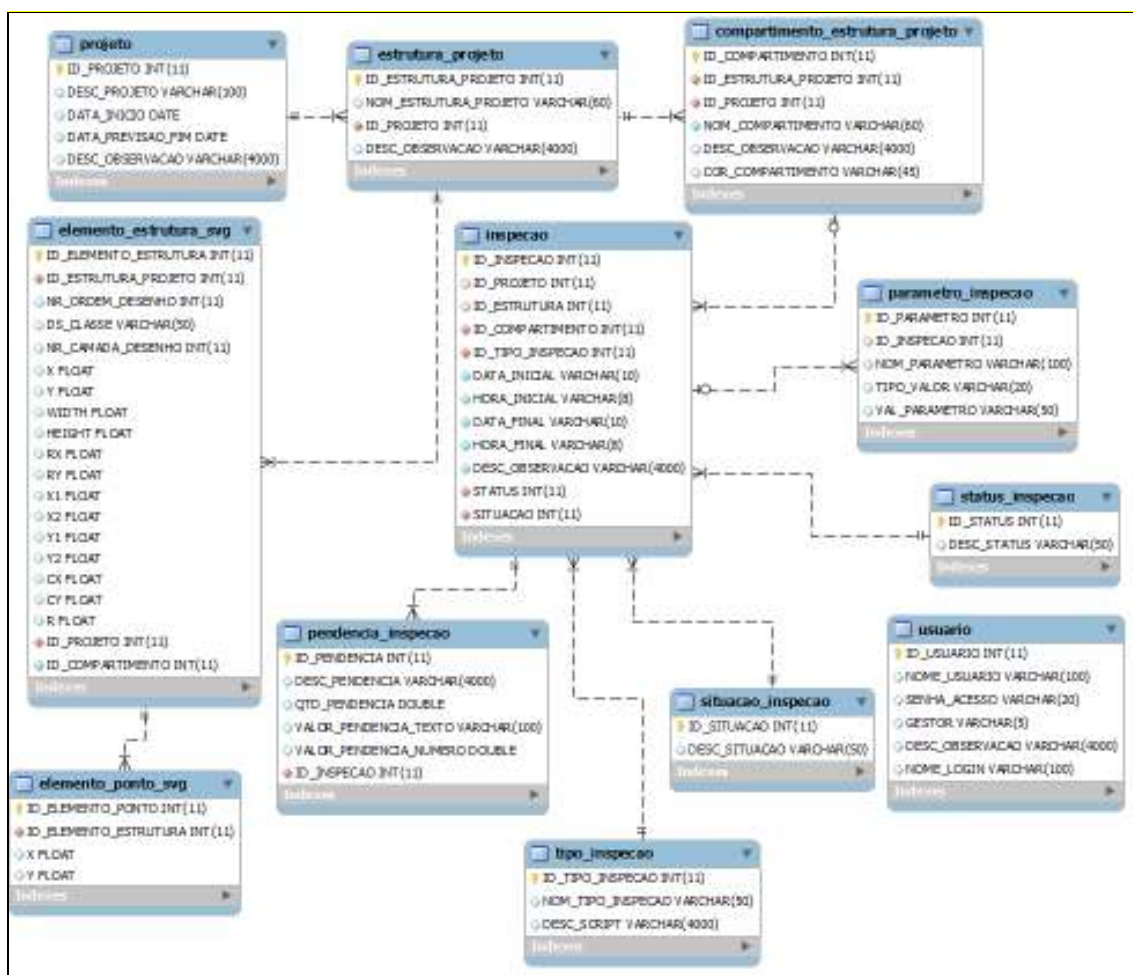 projeto
ID_PROJETO INT(11)
DESC_PROJETO VARCHAR(100)
DATA_INICIO DATE
DATA_PREVISAO_FIM DATE
DESC_OBSERVACAO VARCHAR(4000)
Indexes
estrutura_projeto
ID_ESTRUTURA_PROJETO INT(11)
NOM_ESTRUTURA_PROJETO VARCHAR(60)
ID_PROJETO INT(11)
DESC_OBSERVACAO VARCHAR(4000)
Indexes
compartimento_estrutura_projeto
ID_COMPARTIMENTO INT(11)
ID_ESTRUTURA_PROJETO INT(11)
ID_PROJETO INT(11)
NOM_COMPARTIMENTO VARCHAR(60)
DESC_OBSERVACAO VARCHAR(4000)
COR_COMPARTIMENTO VARCHAR(45)
Indexes
elemento_estrutura_svg
ID_ELEMENTO_ESTRUTURA INT(11)
ID_ESTRUTURA_PROJETO INT(11)
NR_ORDEM_DESENHO INT(11)
DS_CLASSE VARCHAR(50)
NR_CAMADA_DESENHO INT(11)
X FLOAT
Y FLOAT
WIDTH FLOAT
HEIGHT FLOAT
RX FLOAT
RY FLOAT
X1 FLOAT
X2 FLOAT
Y1 FLOAT
Y2 FLOAT
CX FLOAT
CY FLOAT
R FLOAT
ID_PROJETO INT(11)
ID_COMPARTIMENTO INT(11)
Indexes
inspecao
ID_INSPECAO INT(11)
ID_PROJETO INT(11)
ID_ESTRUTURA INT(11)
ID_COMPARTIMENTO INT(11)
ID_TIPO_INSPECAO INT(11)
DATA_INICIAL VARCHAR(10)
HORA_INICIAL VARCHAR(8)
DATA_FINAL VARCHAR(10)
HORA_FINAL VARCHAR(8)
DESC_OBSERVACAO VARCHAR(4000)
STATUS INT(11)
SITUACAO INT(11)
Indexes
parametro_inspecao
ID_PARAMETRO INT(11)
ID_INSPECAO INT(11)
NOM_PARAMETRO VARCHAR(100)
TIPO_VALOR VARCHAR(20)
VAL_PARAMETRO VARCHAR(50)
Indexes
status_inspecao
ID_STATUS INT(11)
DESC_STATUS VARCHAR(50)
Indexes
pendencia_inspecao
ID_PENDENCIA INT(11)
DESC_PENDENCIA VARCHAR(4000)
QTD_PENDENCIA DOUBLE
VALOR_PENDENCIA_TEXTO VARCHAR(100)
VALOR_PENDENCIA_NUMERO DOUBLE
ID_INSPECAO INT(11)
Indexes
situacao_inspecao
ID_SITUACAO INT(11)
DESC_SITUACAO VARCHAR(50)
Indexes
usuario
ID_USUARIO INT(11)
NOME_USUARIO VARCHAR(100)
SENHA_ACESSO VARCHAR(20)
GESTOR VARCHAR(5)
DESC_OBSERVACAO VARCHAR(4000)
NOME_LOGIN VARCHAR(100)
Indexes
elemento_ponto_svg
ID_ELEMENTO_PONTO INT(11)
ID_ELEMENTO_ESTRUTURA INT(11)
X FLOAT
Y FLOAT
Indexes
tipo_inspecao
ID_TIPO_INSPECAO INT(11)
NOM_TIPO_INSPECAO VARCHAR(50)
DESC_SCRIPT VARCHAR(4000)
Indexes